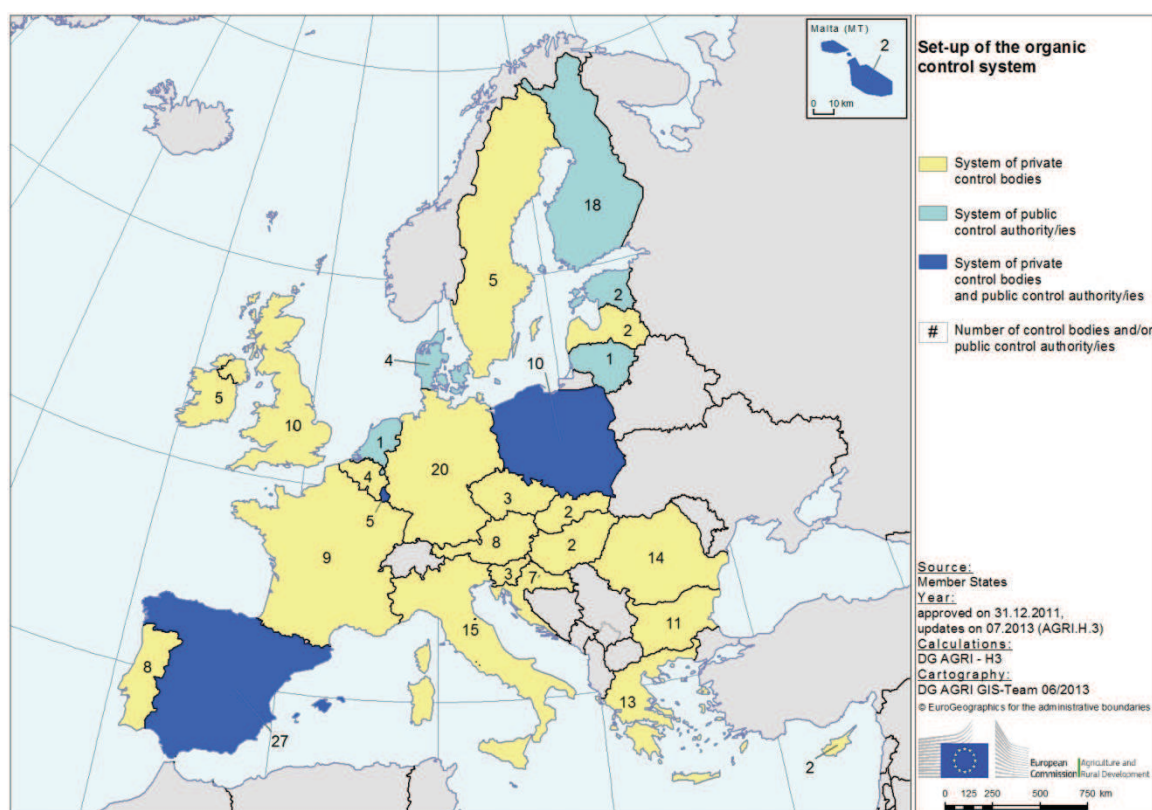 Malta (MT)
2
0 10 km
18
5
2
2
1
4
10
5
10
1
4
20
5
3
2
8
2
9
3
7
14
15
11
8
13
27
2
Set-up of the organic
control system
System of private
control bodies
System of public
control authority/ies
System of private
control bodies
and public control authority/ies
# Number of control bodies and/or
public control authority/ies
Source:
Member States
Year:
approved on 31.12.2011,
updates on 07.2013 (AGRI.H.3)
Calculations:
DG AGRI - H3
Cartography:
DG AGRI GIS-Team 06/2013
© EuroGeographics for the administrative boundaries
European
Commission
Agriculture and
Rural Development
0 125 250 500 750 km